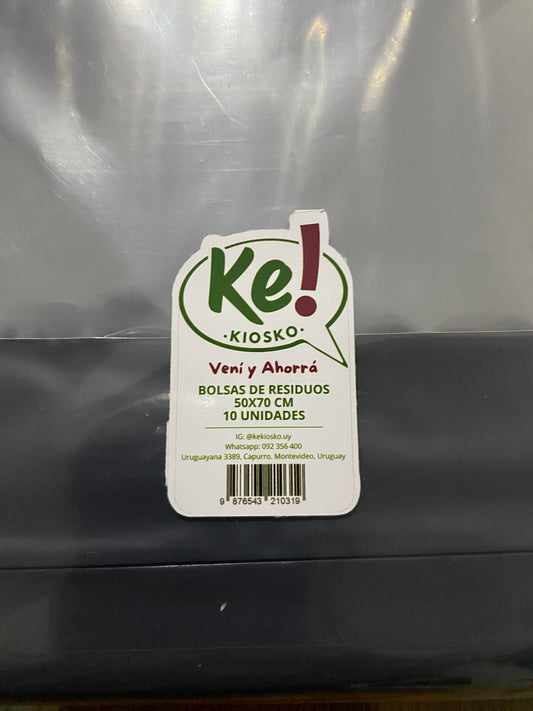 Ke!
·KIOSKO·
Vení y Ahorrá
BOLSAS DE RESIDUOS
50X70 CM
10 UNIDADES
IG: @kekiosko.uy
Whatsapp: 092 356 400
Uruguayana 3389, Capurro. Montevideo, Uruguay
9 876543 210319